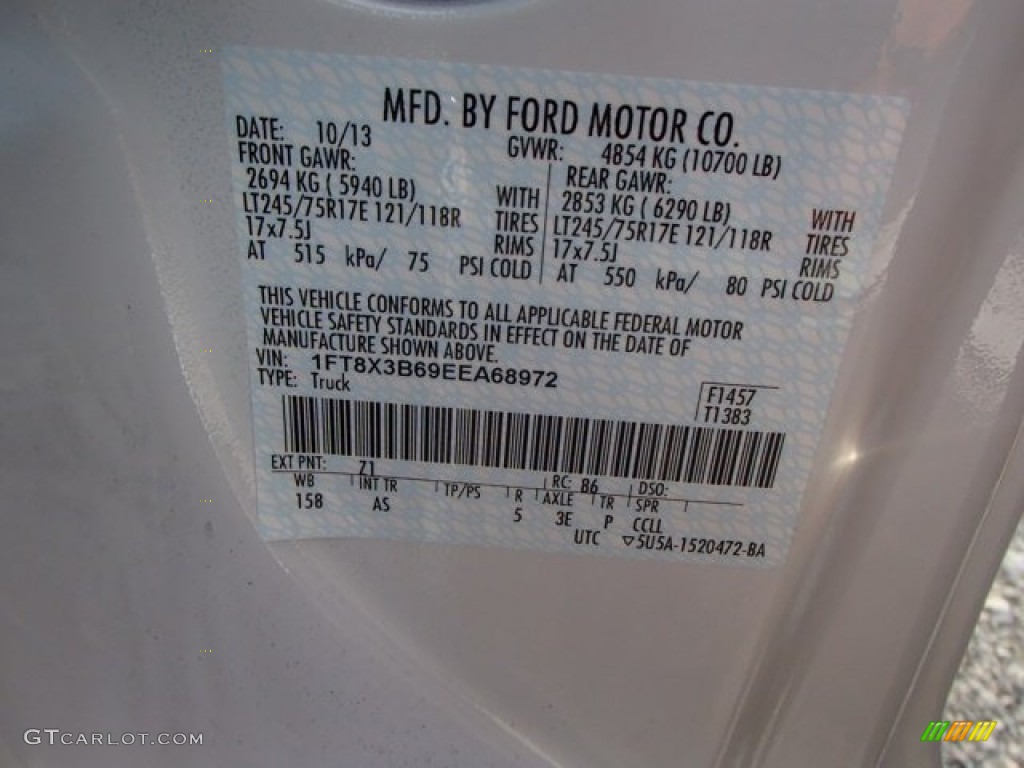 MFD. BY FORD MOTOR CO.
DATE: 10/13 GVWR: 4854 KG (10700 LB)
FRONT GAWR: REAR GAWR:
2694 KG ( 5940 LB) WITH 2853 KG ( 6290 LB) WITH
LT245/75R17E 121/118R TIRES LT245/75R17E 121/118R TIRES
17x7.5J RIMS 17x7.5J RIMS
AT 515 kPa/ 75 PSI COLD AT 550 kPa/ 80 PSI COLD
THIS VEHICLE CONFORMS TO ALL APPLICABLE FEDERAL MOTOR
VEHICLE SAFETY STANDARDS IN EFFECT ON THE DATE OF
MANUFACTURE SHOWN ABOVE.
VIN: 1FT8X3B69EEA68972
TYPE: Truck
F1457
T1383
EXT PNT: Z1 RC: 86 DSO:
WB INT TR TP/PS R AXLE TR SPR
158 AS 5 3E P CCLL
UTC ▽5U5A-1520472-BA
GTCARLOT.COM